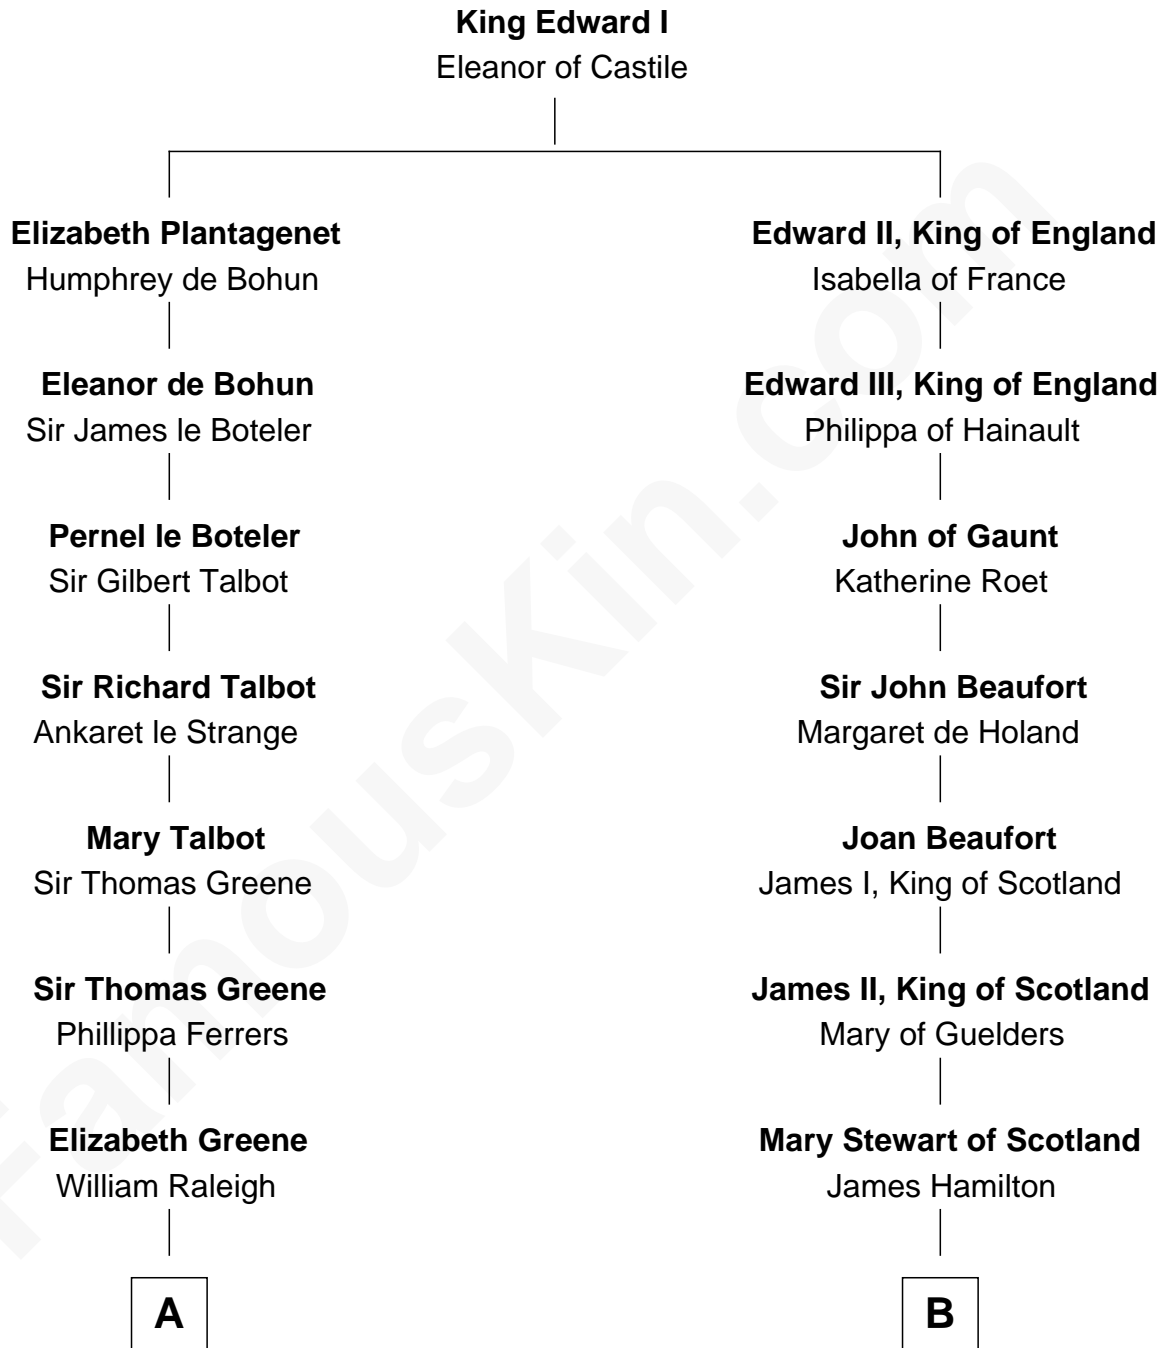 King Edward I
Eleanor of Castile
Elizabeth Plantagenet
Humphrey de Bohun
Edward II, King of England
Isabella of France
Eleanor de Bohun
Sir James le Boteler
Edward III, King of England
Philippa of Hainault
Pernel le Boteler
Sir Gilbert Talbot
John of Gaunt
Katherine Roet
Sir Richard Talbot
Ankaret le Strange
Sir John Beaufort
Margaret de Holand
Mary Talbot
Sir Thomas Greene
Joan Beaufort
James I, King of Scotland
Sir Thomas Greene
Phillippa Ferrers
James II, King of Scotland
Mary of Guelders
Elizabeth Greene
William Raleigh
Mary Stewart of Scotland
James Hamilton
A
B
FamousKin.com